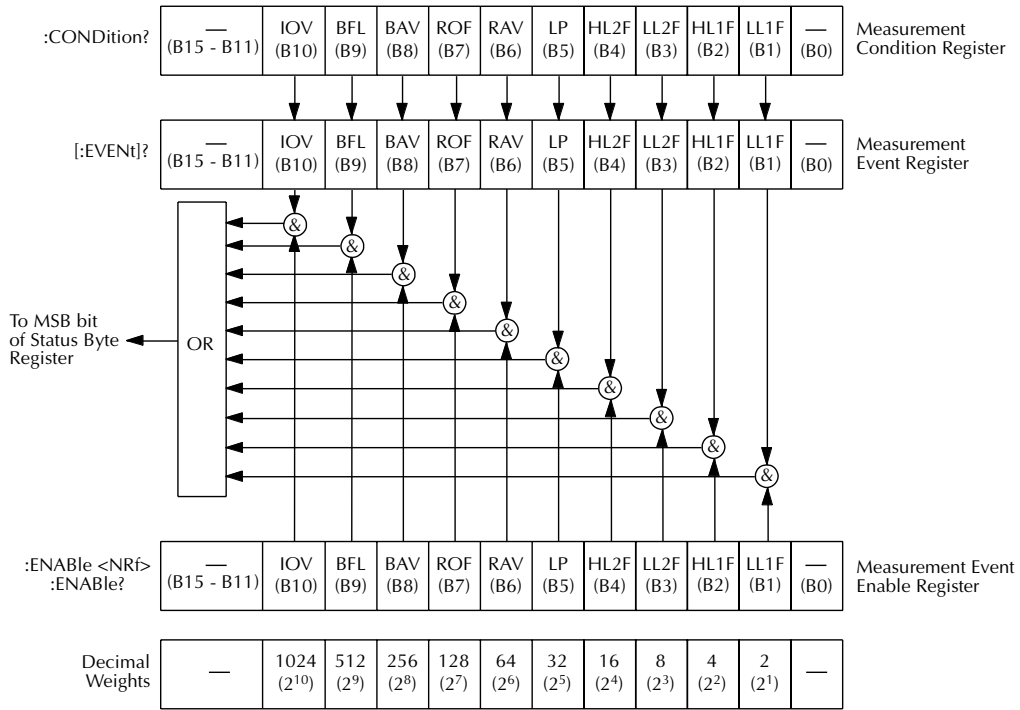 :CONDition?
—
(B15 - B11)
IOV
(B10)
BFL
(B9)
BAV
(B8)
ROF
(B7)
RAV
(B6)
LP
(B5)
HL2F
(B4)
LL2F
(B3)
HL1F
(B2)
LL1F
(B1)
—
(B0)
Measurement
Condition Register
[:EVENt]?
—
(B15 - B11)
IOV
(B10)
BFL
(B9)
BAV
(B8)
ROF
(B7)
RAV
(B6)
LP
(B5)
HL2F
(B4)
LL2F
(B3)
HL1F
(B2)
LL1F
(B1)
—
(B0)
Measurement
Event Register
&
&
&
&
&
&
&
&
&
&
To MSB bit
of Status Byte
Register
OR
:ENABle <NRf>
:ENABle?
—
(B15 - B11)
IOV
(B10)
BFL
(B9)
BAV
(B8)
ROF
(B7)
RAV
(B6)
LP
(B5)
HL2F
(B4)
LL2F
(B3)
HL1F
(B2)
LL1F
(B1)
—
(B0)
Measurement Event
Enable Register
Decimal
Weights
—
1024
(2¹⁰)
512
(2⁹)
256
(2⁸)
128
(2⁷)
64
(2⁶)
32
(2⁵)
16
(2⁴)
8
(2³)
4
(2²)
2
(2¹)
—